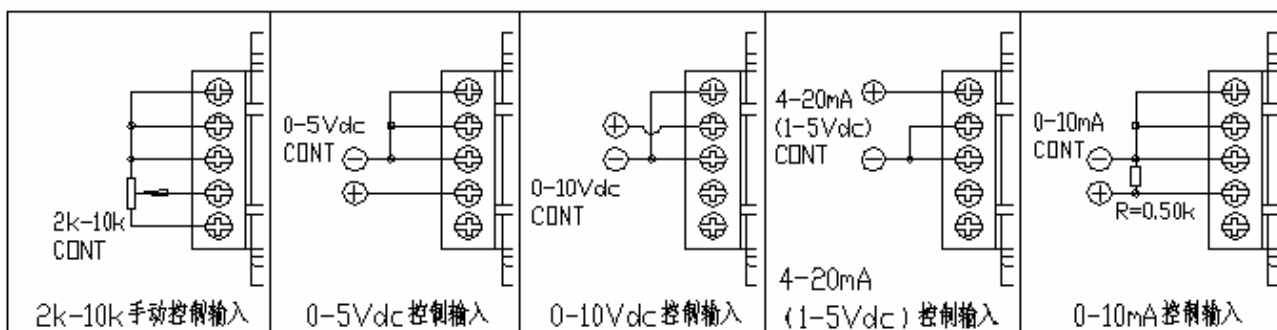 2k-10k
CONT
2k-10k手动控制输入
0-5Vdc
CONT
0-5Vdc控制输入
0-10Vdc
CONT
0-10Vdc控制输入
4-20mA
(1-5Vdc)
CONT
4-20mA
(1-5Vdc)控制输入
0-10mA
CONT
R=0.50k
0-10mA控制输入